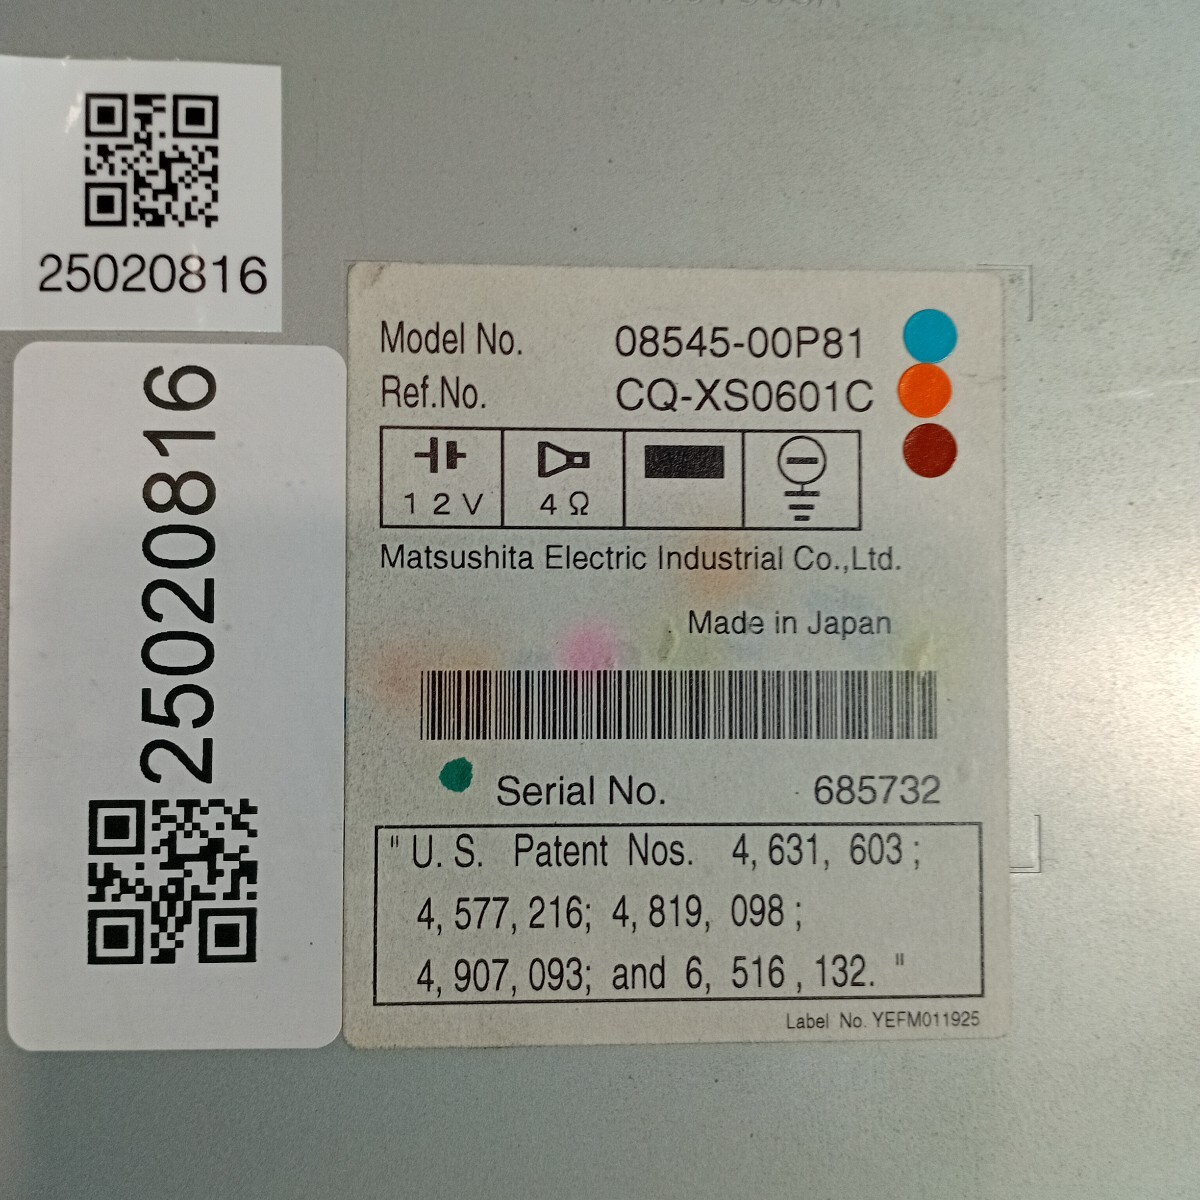 25020816
25020816
Model No. 08545-00P81
Ref.No. CQ-XS0601C
12V 4Ω
Matsushita Electric Industrial Co.,Ltd.
Made in Japan
Serial No. 685732
" U. S. Patent Nos. 4, 631, 603 ;
4, 577, 216; 4, 819, 098 ;
4, 907, 093; and 6, 516 , 132. "
Label No. YEFM011925